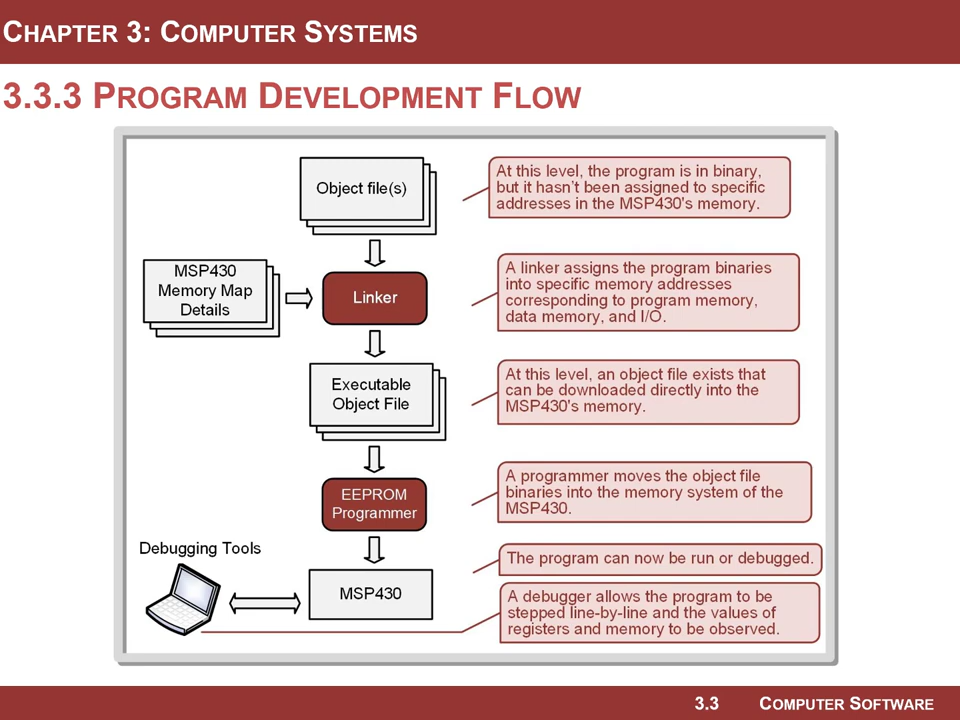 CHAPTER 3: COMPUTER SYSTEMS
3.3.3 PROGRAM DEVELOPMENT FLOW
Object file(s)
At this level, the program is in binary,
but it hasn't been assigned to specific
addresses in the MSP430's memory.
MSP430
Memory Map
Details
Linker
A linker assigns the program binaries
into specific memory addresses
corresponding to program memory,
data memory, and I/O.
Executable
Object File
At this level, an object file exists that
can be downloaded directly into the
MSP430's memory.
EEPROM
Programmer
A programmer moves the object file
binaries into the memory system of the
MSP430.
Debugging Tools
MSP430
The program can now be run or debugged.
A debugger allows the program to be
stepped line-by-line and the values of
registers and memory to be observed.
3.3 COMPUTER SOFTWARE